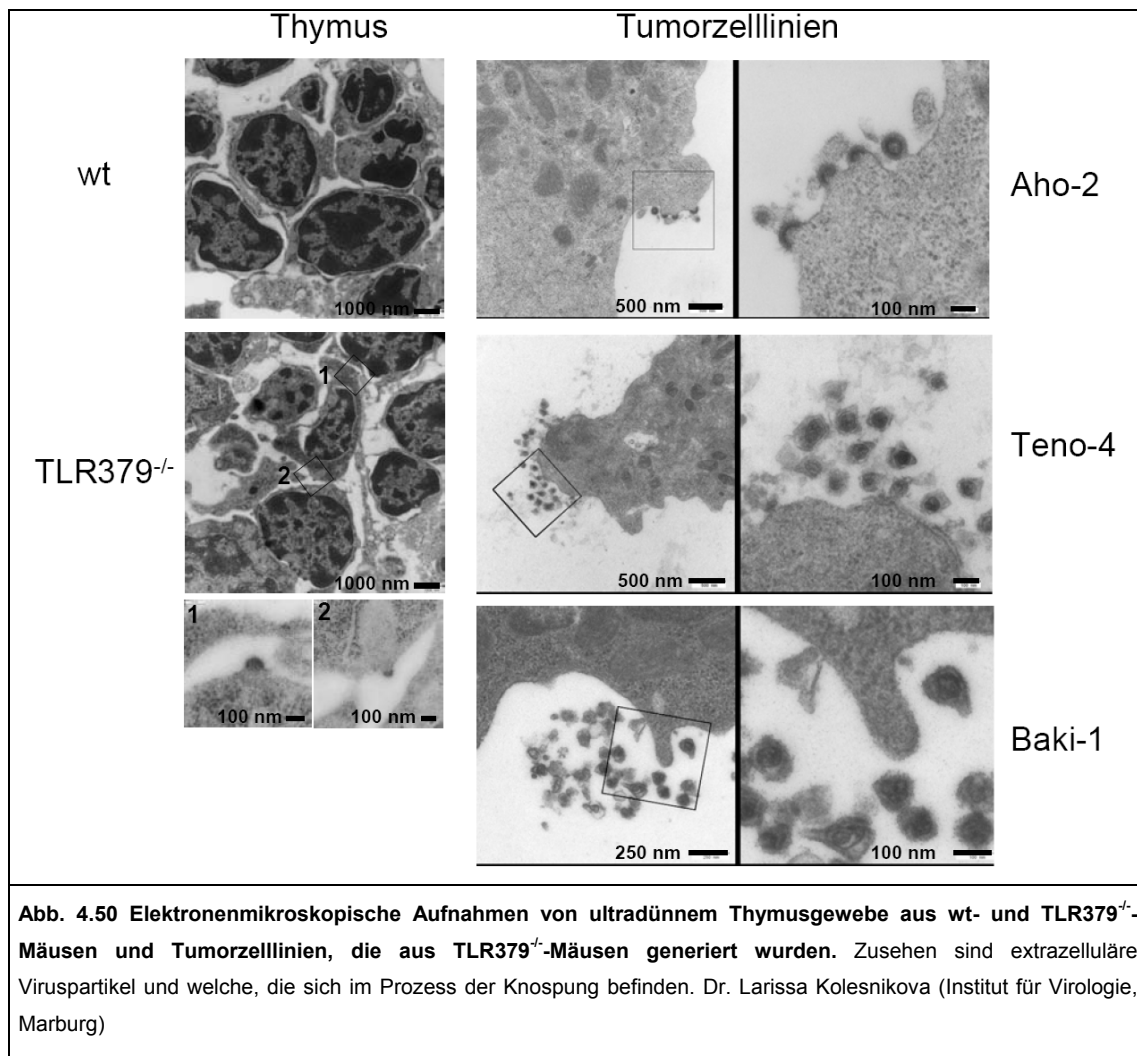 Thymus
Tumorzelllinien
wt
1000 nm
500 nm
100 nm
Aho-2
TLR379-/-
1
2
1000 nm
500 nm
100 nm
Teno-4
1
100 nm
2
100 nm
250 nm
100 nm
Baki-1
Abb. 4.50 Elektronenmikroskopische Aufnahmen von ultradünnem Thymusgewebe aus wt- und TLR379-/--
Mäusen und Tumorzelllinien, die aus TLR379-/--Mäusen generiert wurden. Zusehen sind extrazelluläre
Viruspartikel und welche, die sich im Prozess der Knospung befinden. Dr. Larissa Kolesnikova (Institut für Virologie,
Marburg)